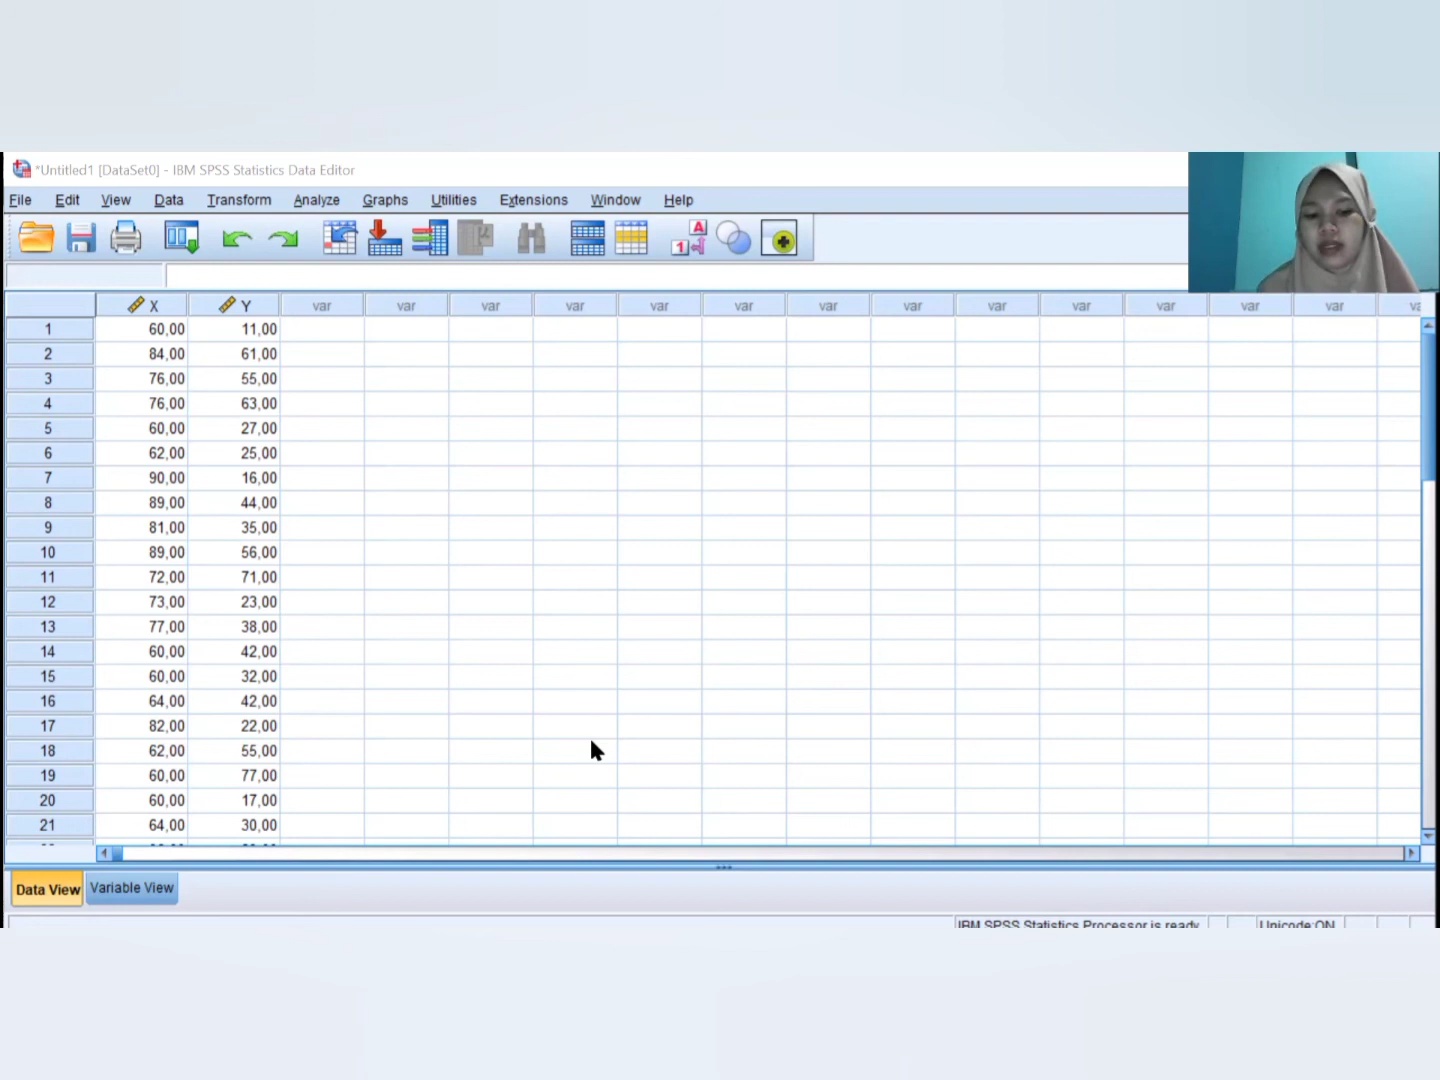 *Untitled1 [DataSet0] - IBM SPSS Statistics Data Editor
File Edit View Data Transform Analyze Graphs Utilities Extensions Window Help
X Y var var var var var var var var var var var var var va
1 60,00 11,00
2 84,00 61,00
3 76,00 55,00
4 76,00 63,00
5 60,00 27,00
6 62,00 25,00
7 90,00 16,00
8 89,00 44,00
9 81,00 35,00
10 89,00 56,00
11 72,00 71,00
12 73,00 23,00
13 77,00 38,00
14 60,00 42,00
15 60,00 32,00
16 64,00 42,00
17 82,00 22,00
18 62,00 55,00
19 60,00 77,00
20 60,00 17,00
21 64,00 30,00
Data View Variable View
IBM SPSS Statistics Processor is ready Unicode:ON